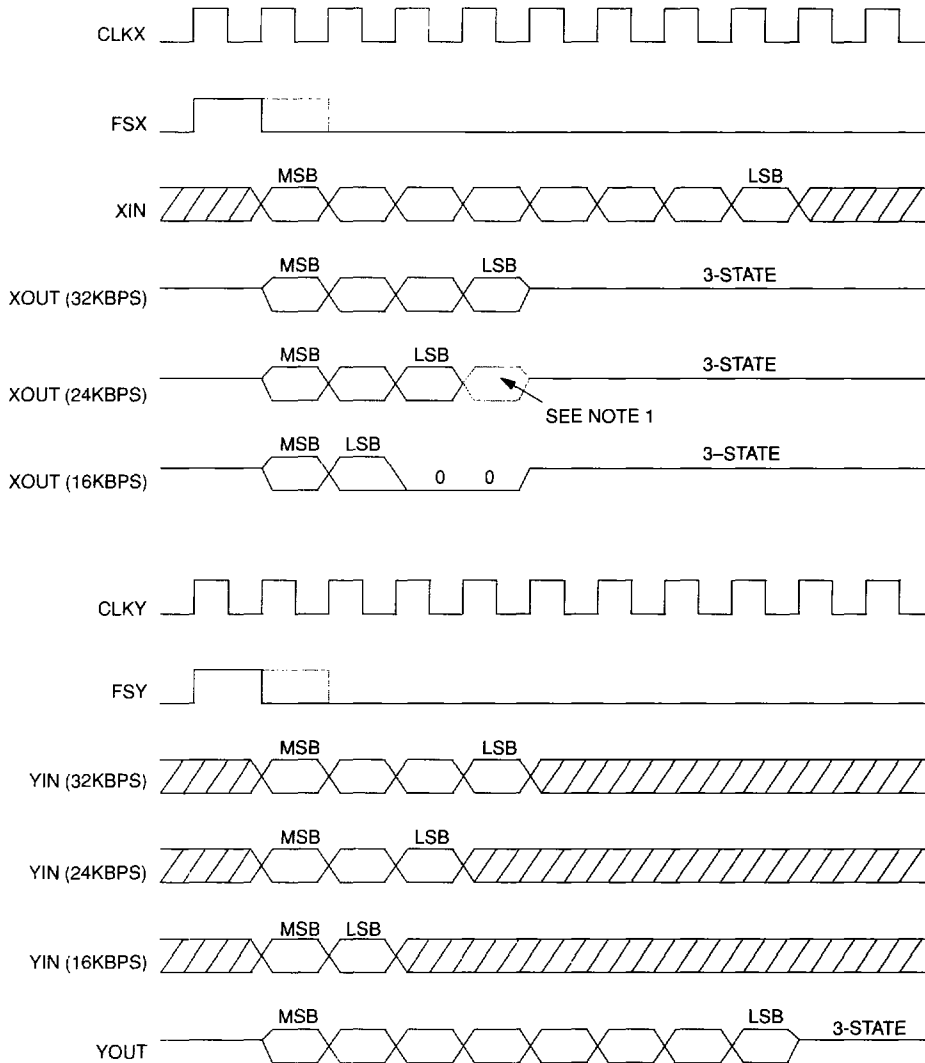 CLKX
FSX
MSB LSB
XIN
MSB LSB 3-STATE
XOUT (32KBPS)
MSB LSB 3-STATE
XOUT (24KBPS)
SEE NOTE 1
MSB LSB 3–STATE
0 0
XOUT (16KBPS)
CLKY
FSY
MSB LSB
YIN (32KBPS)
MSB LSB
YIN (24KBPS)
MSB LSB
YIN (16KBPS)
MSB LSB 3-STATE
YOUT